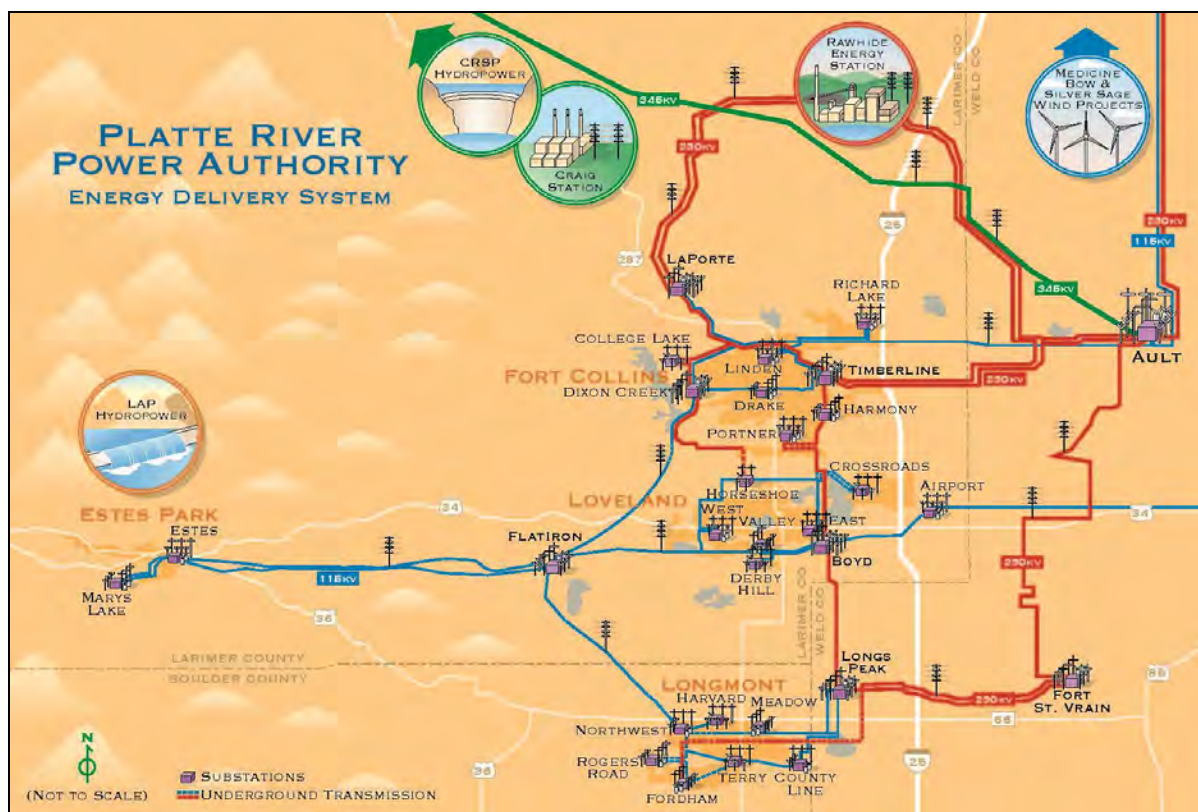 PLATTE RIVER
POWER AUTHORITY
ENERGY DELIVERY SYSTEM
CRSP
HYDROPOWER
CRAIG
STATION
RAWHIDE
ENERGY
STATION
MEDICINE
BOW &
SILVER SAGE
WIND PROJECTS
LARIMER CO
WELD CO
345KV
230KV
230KV
25
230KV
115KV
287
LAPORTE
RICHARD
LAKE
345KV
AULT
COLLEGE LAKE
LINDEN
TIMBERLINE
FORT COLLINS
DIXON CREEK
DRAKE
230KV
HARMONY
PORTNER
LAP
HYDROPOWER
CROSSROADS
AIRPORT
HORSESHOE
LOVELAND
WEST
VALLEY
EAST
34
34
ESTES PARK
ESTES
FLATIRON
BOYD
DERBY
HILL
115KV
MARYS
LAKE
230KV
36
LARIMER CO
WELD CO
LARIMER COUNTY
BOULDER COUNTY
LONGS
PEAK
LONGMONT
HARVARD
MEADOW
FORT
ST. VRAIN
230KV
85
66
NORTHWEST
ROGERS
ROAD
TERRY
COUNTY
LINE
FORDHAM
36
25
N
(NOT TO SCALE)
SUBSTATIONS
UNDERGROUND TRANSMISSION